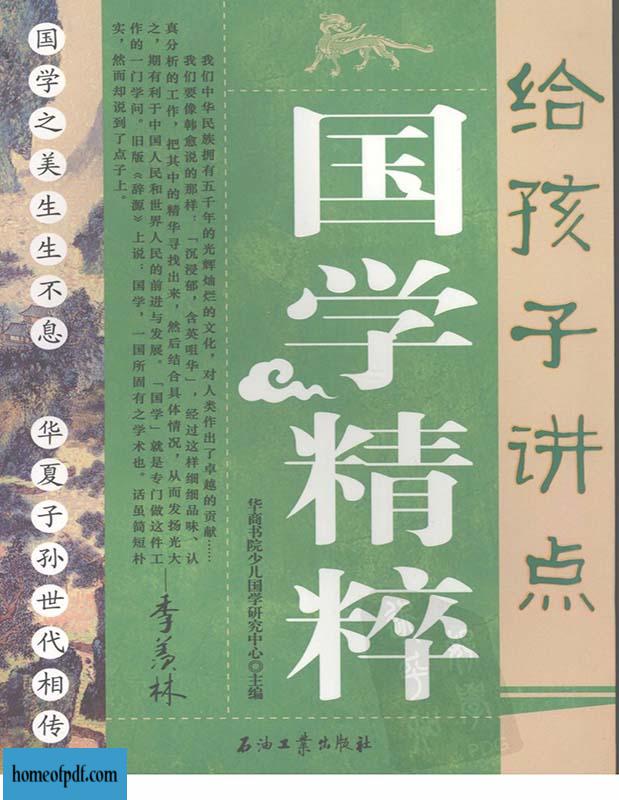 给孩子讲点
国学精粹
华商书院少儿国学研究中心◎主编
我们中华民族拥有五千年的光辉灿烂的文化，对人类作出了卓越的贡献……
我们要像韩愈说的那样：「沉浸郁，含英咀华」，经过这样细细品味、认
真分析的工作，把其中的精华寻找出来，然后结合具体情况，从而发扬光大
之，期有利于中国人民和世界人民的前进与发展。「国学」就是专门做这件工
作的一门学问。旧版《辞源》上说：国学，一国所固有之学术也。话虽简短朴
实，然而却说到了点子上。
——季羡林
国学之美生生不息 华夏子孙世代相传
石油工業出版社
homeofpdf.com